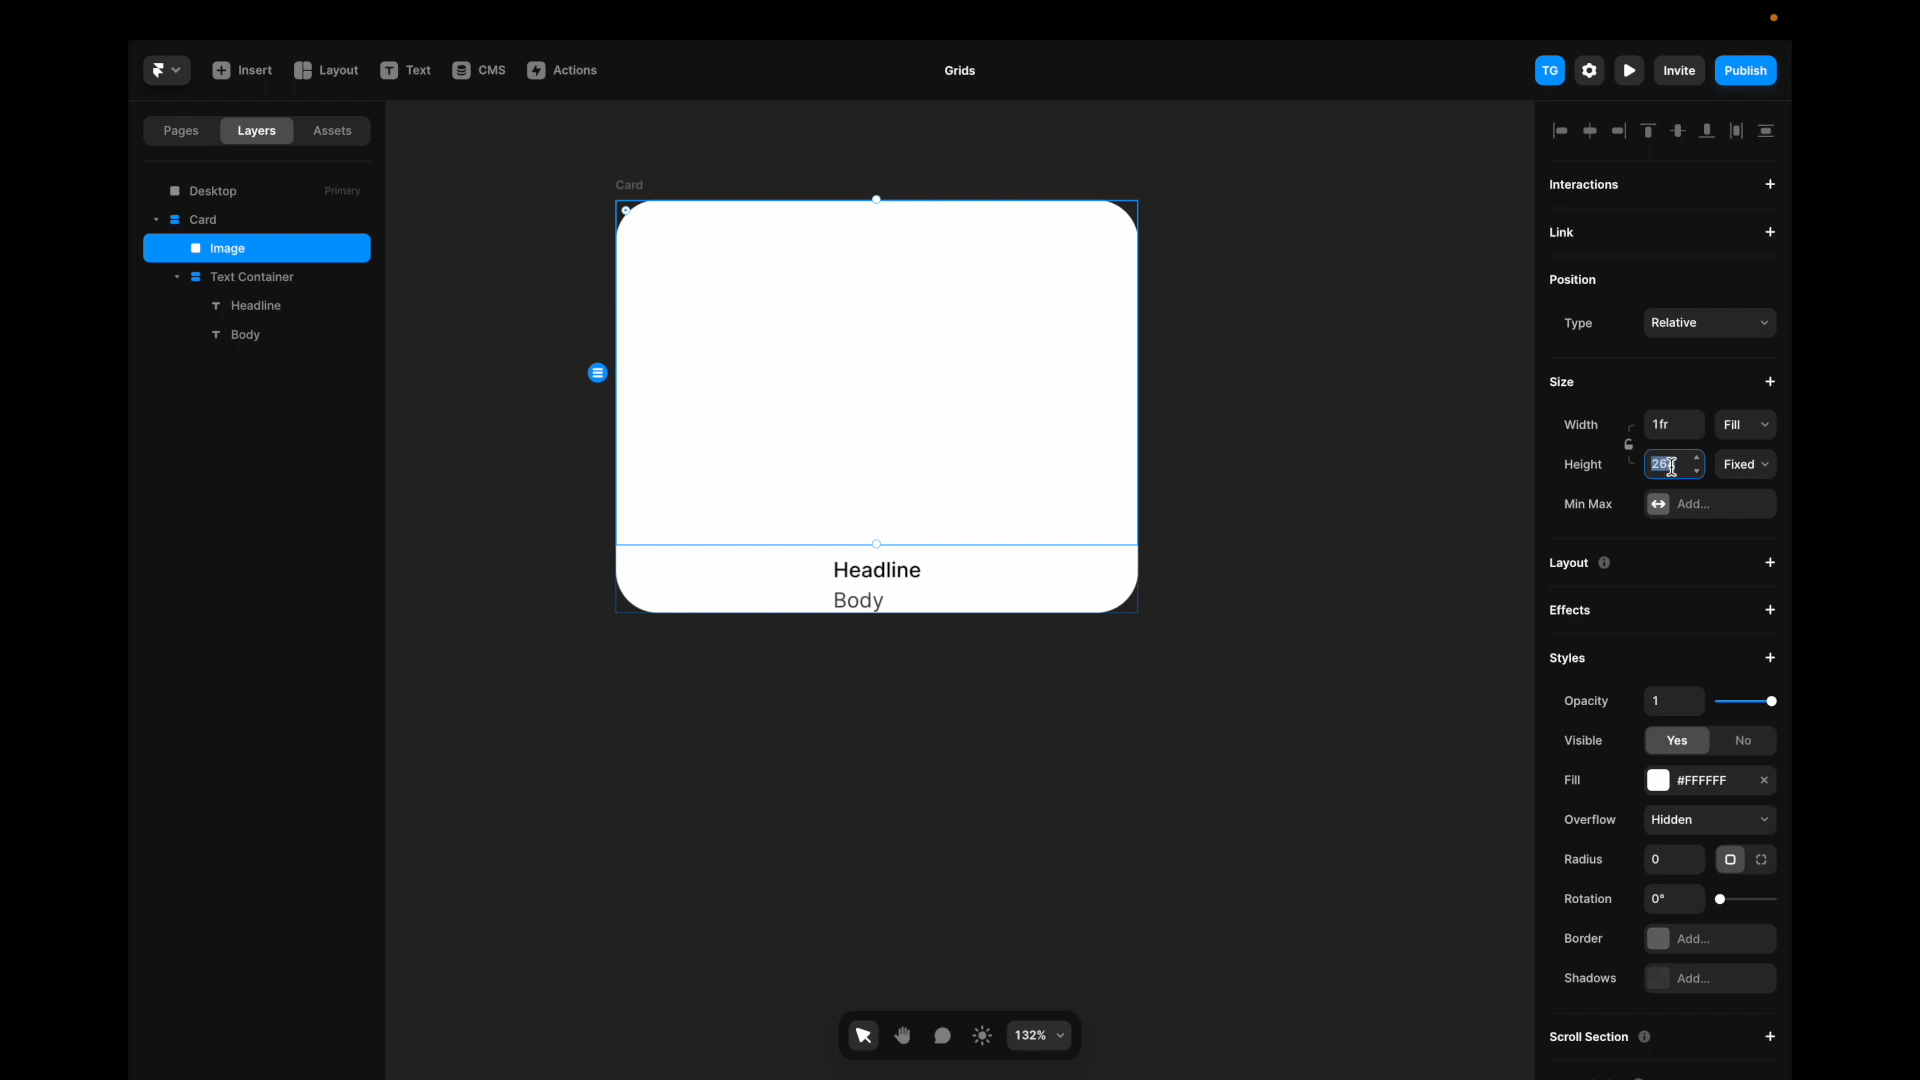 Insert
Layout
Text
CMS
Actions
Grids
TG
Invite
Publish
Pages
Layers
Assets
Desktop
Primary
Card
Image
Text Container
Headline
Body
Card
Headline
Body
132%
Interactions
Link
Position
Type
Relative
Size
Width
1fr
Fill
Height
Fixed
Min Max
Add...
Layout
Effects
Styles
Opacity
1
Visible
Yes
No
Fill
#FFFFFF
Overflow
Hidden
Radius
0
Rotation
0°
Border
Add...
Shadows
Add...
Scroll Section